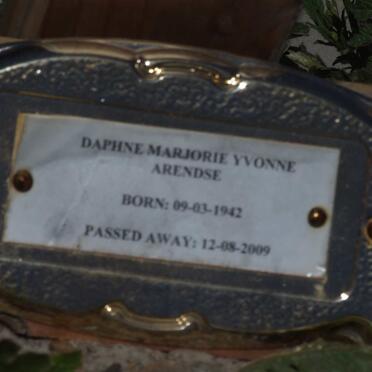 DAPHNE MARJORIE YVONNE
ARENDSE
BORN: 09-03-1942
PASSED AWAY: 12-08-2009